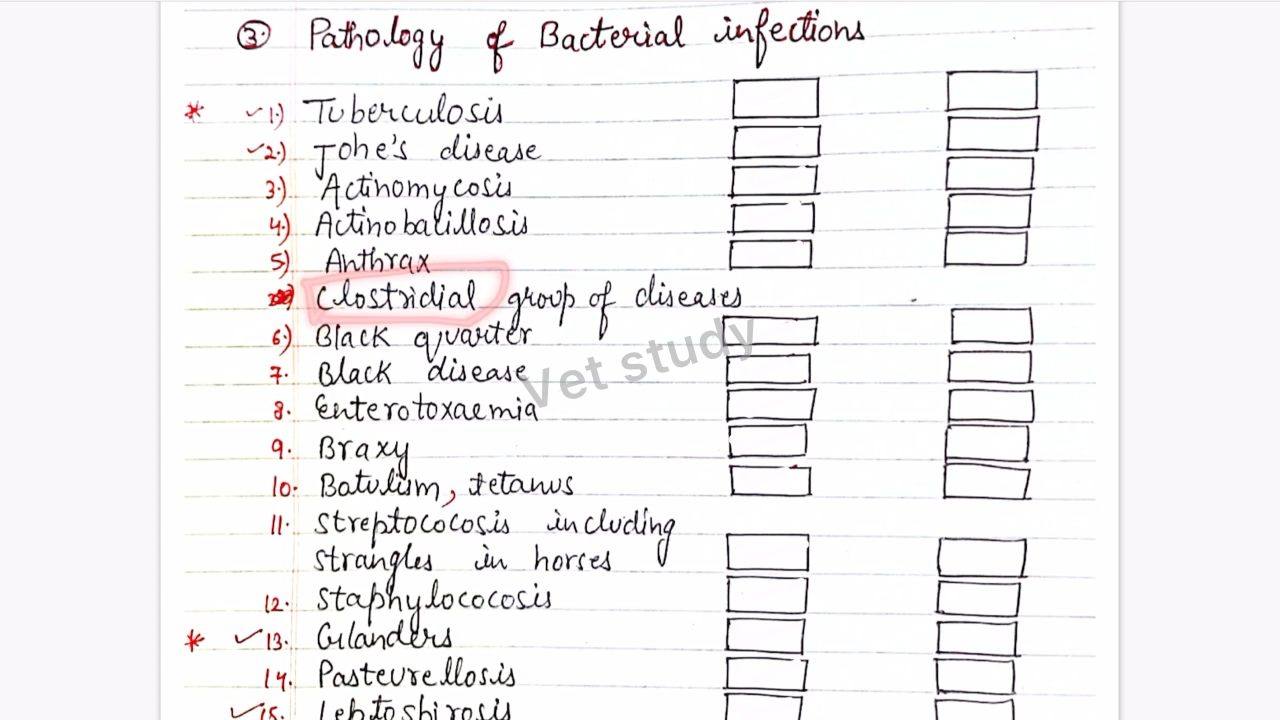 ③ Pathology of Bacterial infections
* ✓1.) Tuberculosis
✓2.) Johe's disease
3.) Actinomycosis
4.) Actinobalillosis
5) Anthrax
Clostridial group of diseases
6.) Black quarter
7. Black disease
8. Enterotoxaemia
9. Braxy
10. Batulism, tetanus
11. Streptococosis including
strangles in horses
12. Staphylococosis
* ✓13. Glanders
14. Pasteurellosis
✓15. Leptospirosis
Vet study